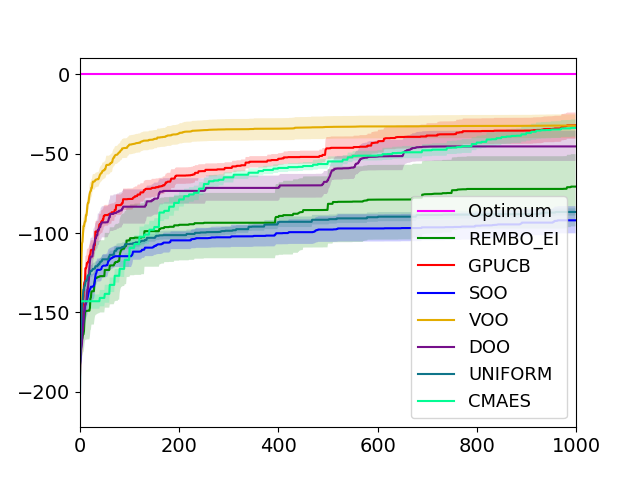 0
−50
−100
−150
−200
0
200
400
600
800
1000
Optimum
REMBO_EI
GPUCB
SOO
VOO
DOO
UNIFORM
CMAES